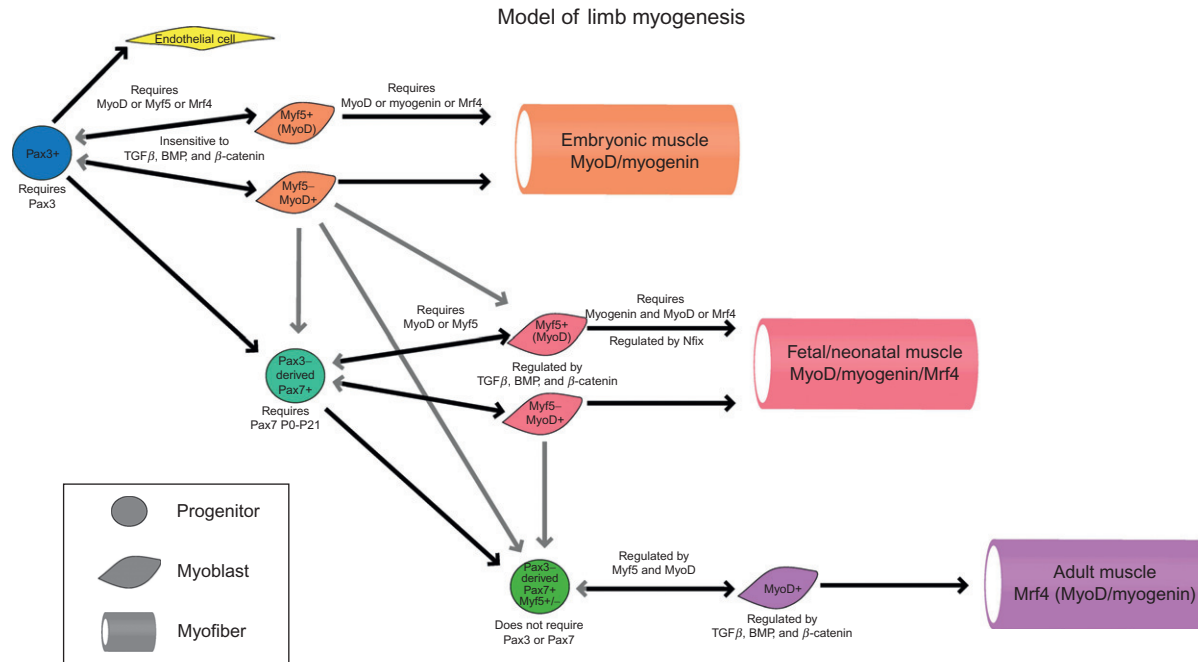 Model of limb myogenesis
Endothelial cell
Requires
MyoD or Myf5 or Mrf4
Requires
MyoD or myogenin or Mrf4
Myf5+
(MyoD)
Pax3+
Insensitive to
TGFβ, BMP, and β-catenin
Requires
Pax3
Myf5–
MyoD+
Embryonic muscle
MyoD/myogenin
Requires
MyoD or Myf5
Requires
Myogenin and MyoD or Mrf4
Myf5+
(MyoD)
Regulated by Nfix
Pax3–
derived
Pax7+
Regulated by
TGFβ, BMP, and β-catenin
Requires
Pax7 P0-P21
Myf5–
MyoD+
Fetal/neonatal muscle
MyoD/myogenin/Mrf4
Progenitor
Myoblast
Myofiber
Pax3–
derived
Pax7+
Myf5+/–
Does not require
Pax3 or Pax7
Regulated by
Myf5 and MyoD
MyoD+
Regulated by
TGFβ, BMP, and β-catenin
Adult muscle
Mrf4 (MyoD/myogenin)